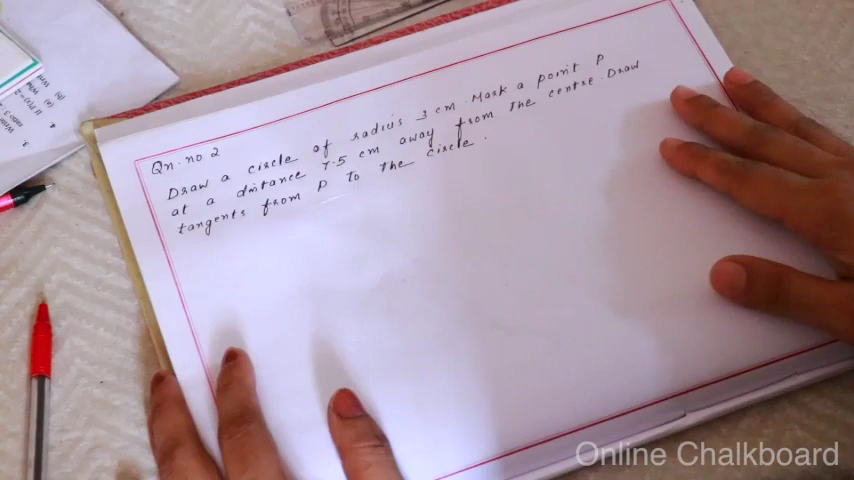 Qn. no 2
Draw a circle of radius 3 cm. Mark a point P
at a distance 7.5 cm away from the centre. Draw
tangents from P to the circle.
Online Chalkboard